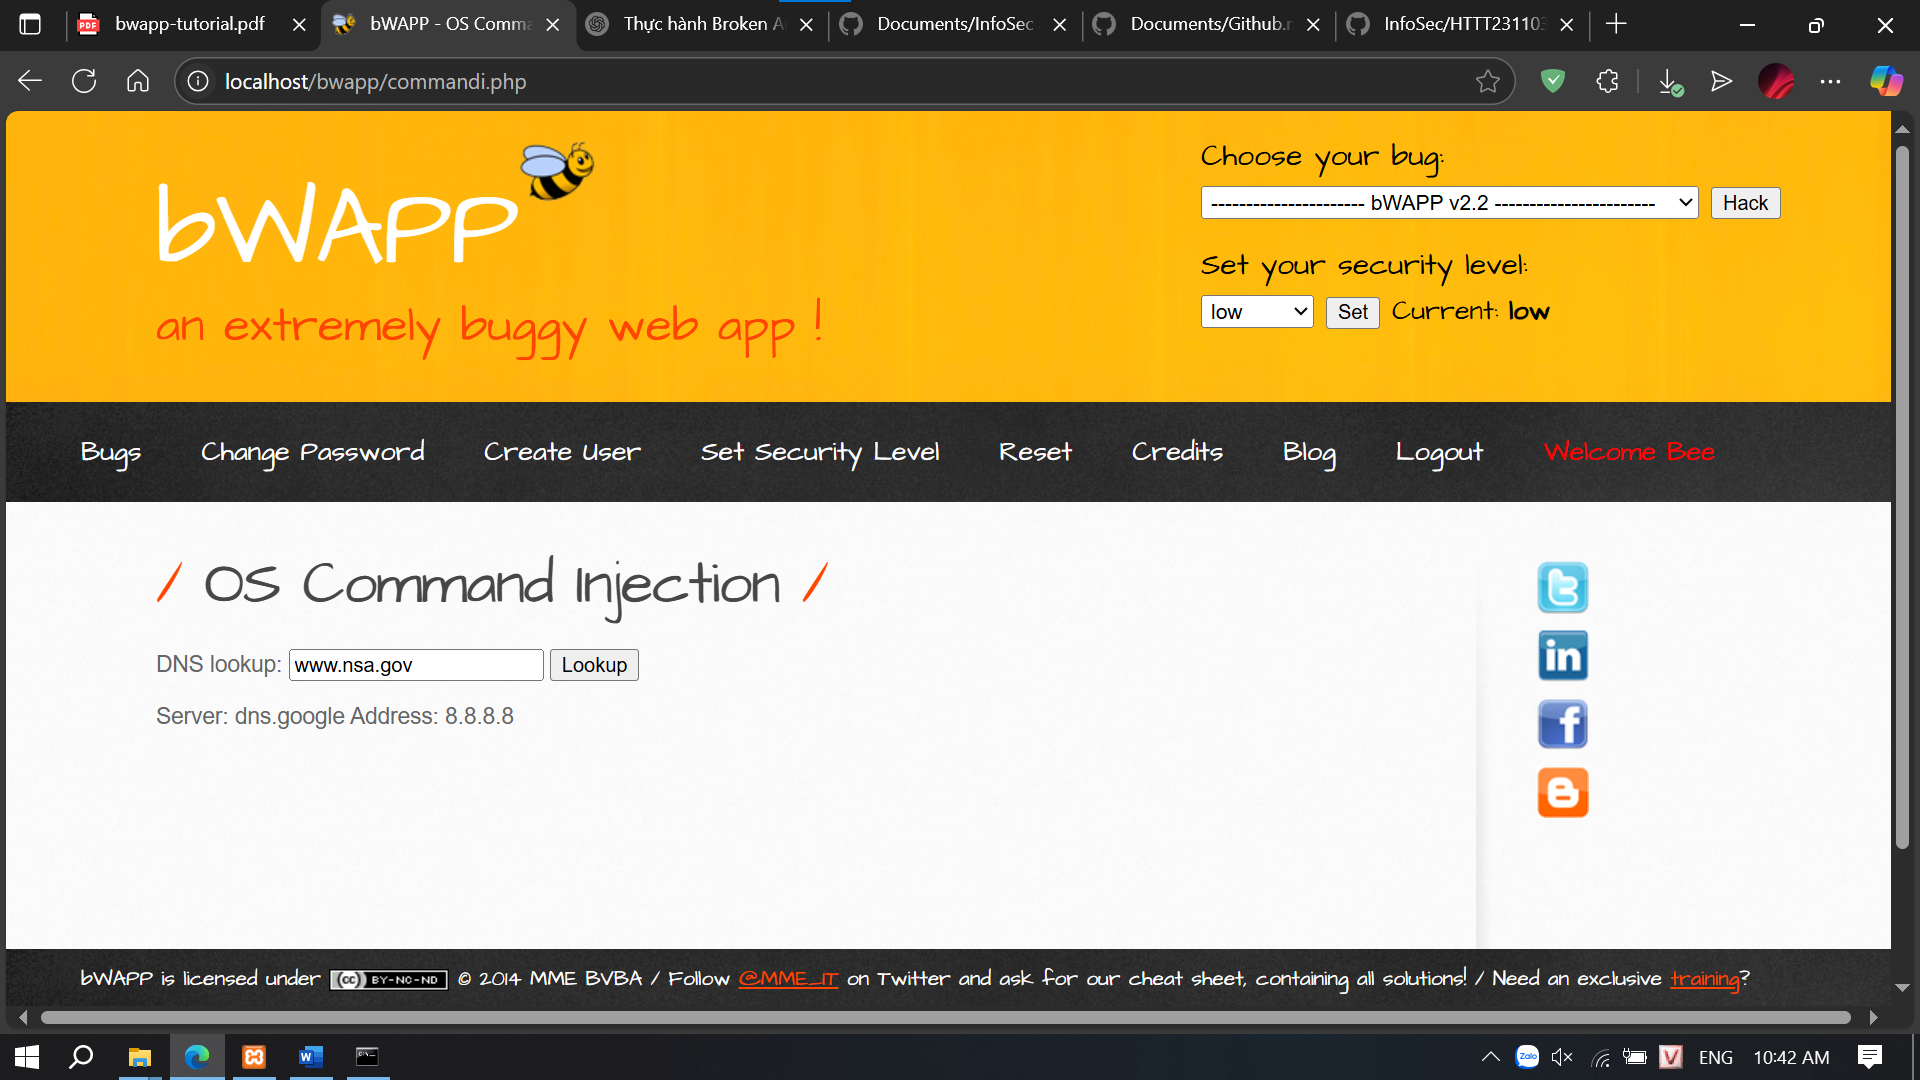 bwapp-tutorial.pdf
bWAPP - OS Comma
Thực hành Broken A
Documents/InfoSec
Documents/Github.r
InfoSec/HTTT231103
localhost/bwapp/commandi.php
bWAPP
an extremely buggy web app !
Choose your bug:
---------------------- bWAPP v2.2 -----------------------
Hack
Set your security level:
low
Set
Current: low
Bugs
Change Password
Create User
Set Security Level
Reset
Credits
Blog
Logout
Welcome Bee
/ OS Command Injection /
DNS lookup: www.nsa.gov Lookup
Server: dns.google Address: 8.8.8.8
bWAPP is licensed under (cc) BY-NC-ND © 2014 MME BVBA / Follow @MME_IT on Twitter and ask for our cheat sheet, containing all solutions! / Need an exclusive training?
Zalo
ENG
10:42 AM